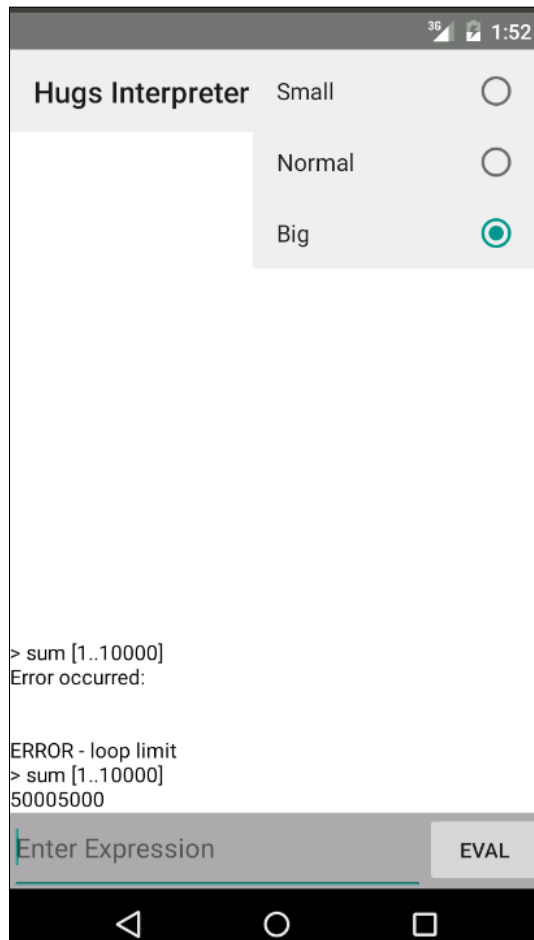 3G 1:52
Hugs Interpreter
Small
Normal
Big
> sum [1..10000]
Error occurred:
ERROR - loop limit
> sum [1..10000]
50005000
Enter Expression
EVAL